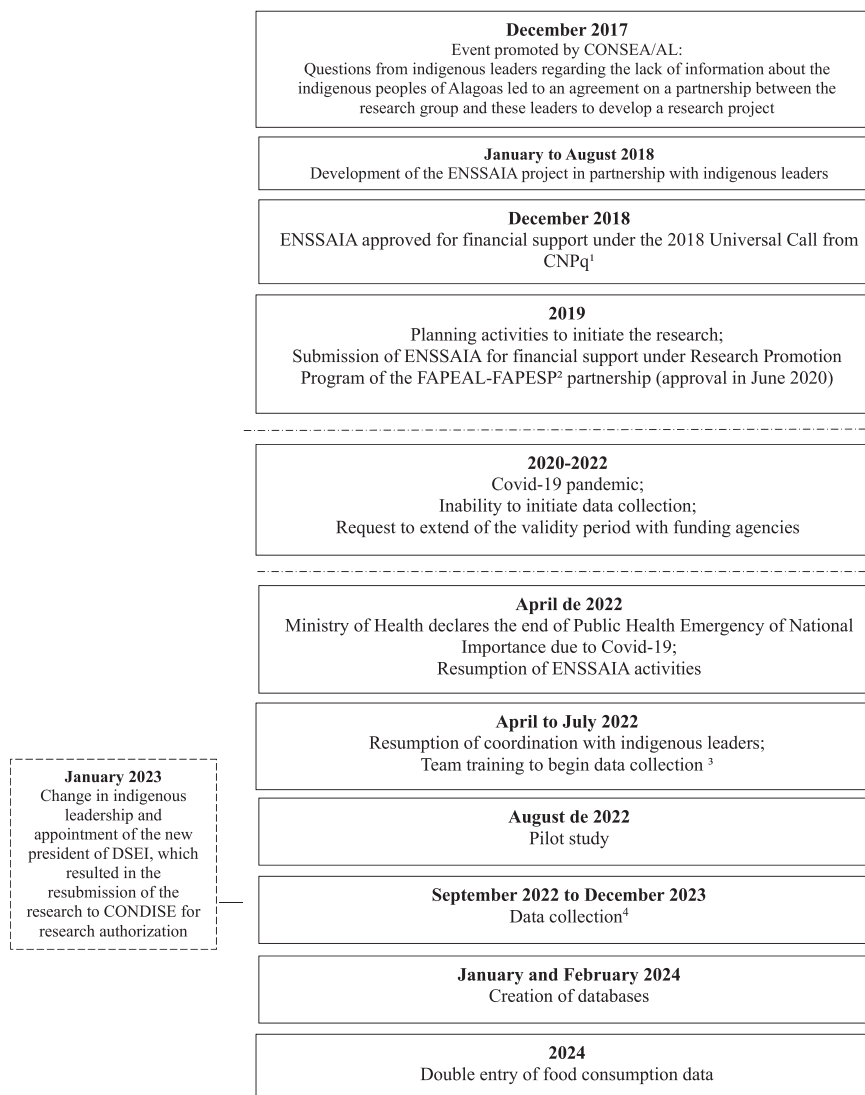 December 2017
Event promoted by CONSEA/AL:
Questions from indigenous leaders regarding the lack of information about the
indigenous peoples of Alagoas led to an agreement on a partnership between the
research group and these leaders to develop a research project
January to August 2018
Development of the ENSSAIA project in partnership with indigenous leaders
December 2018
ENSSAIA approved for financial support under the 2018 Universal Call from
CNPq¹
2019
Planning activities to initiate the research;
Submission of ENSSAIA for financial support under Research Promotion
Program of the FAPEAL-FAPESP² partnership (approval in June 2020)
2020-2022
Covid-19 pandemic;
Inability to initiate data collection;
Request to extend of the validity period with funding agencies
April de 2022
Ministry of Health declares the end of Public Health Emergency of National
Importance due to Covid-19;
Resumption of ENSSAIA activities
April to July 2022
Resumption of coordination with indigenous leaders;
Team training to begin data collection ³
January 2023
Change in indigenous
leadership and
appointment of the new
president of DSEI, which
resulted in the
resubmission of the
research to CONDISE for
research authorization
August de 2022
Pilot study
September 2022 to December 2023
Data collection⁴
January and February 2024
Creation of databases
2024
Double entry of food consumption data